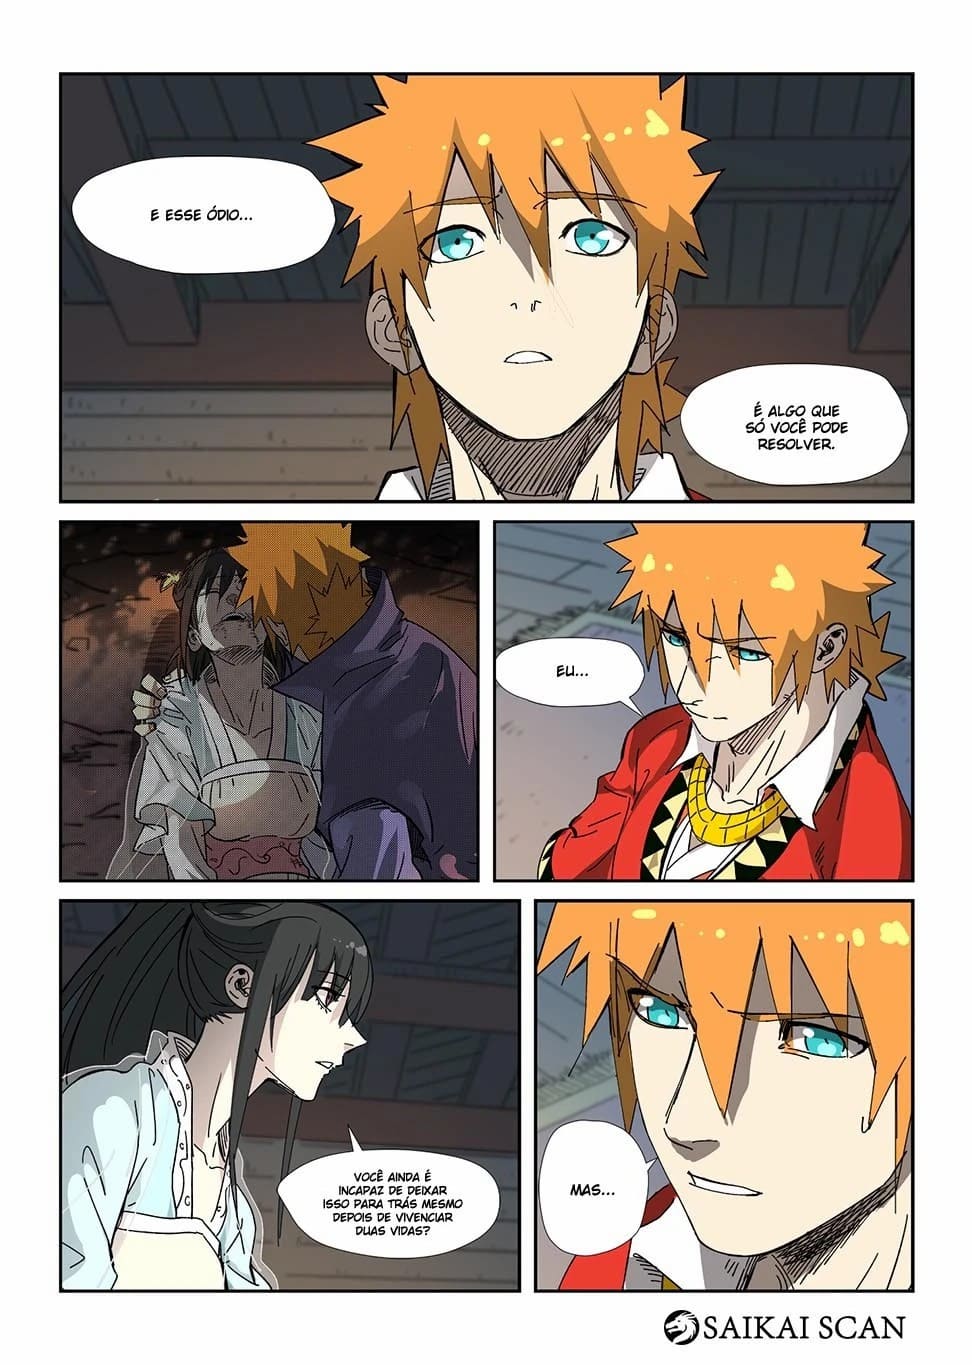 E ESSE ÓDIO...
É ALGO QUE
SÓ VOCÊ PODE
RESOLVER.
EU...
VOCÊ AINDA É
INCAPAZ DE DEIXAR
ISSO PARA TRÁS MESMO
DEPOIS DE VIVENCIAR
DUAS VIDAS?
MAS...
SAIKAI SCAN